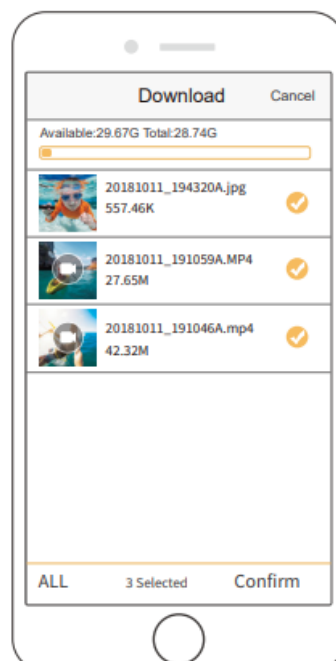 Download Cancel
Available:29.67G Total:28.74G
20181011_194320A.jpg
557.46K
20181011_191059A.MP4
27.65M
20181011_191046A.mp4
42.32M
ALL 3 Selected Confirm